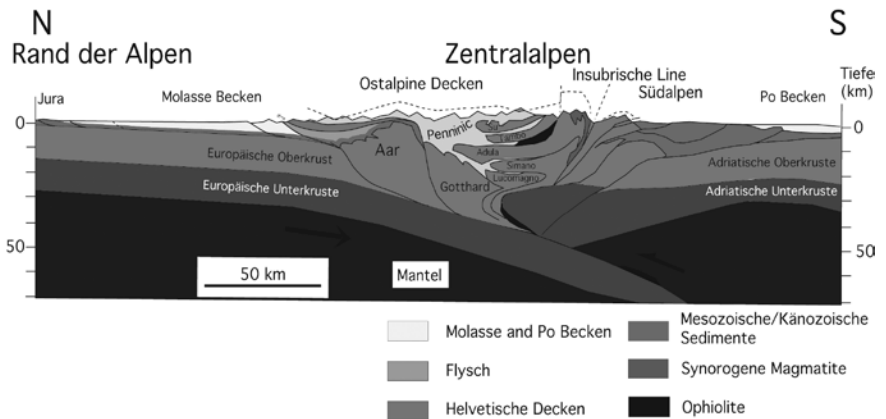 N
S
Rand der Alpen
Zentralalpen
Ostalpine Decken
Insubrische Line
Südalpen
Tiefe
(km)
Jura
Molasse Becken
Po Becken
0
0
Penninic
Tambo
Aar
Adula
Europäische Oberkrust
Simano
Adriatische Oberkruste
Lucomagno
Gotthard
Europäische Unterkruste
Adriatische Unterkruste
50
50
50 km
Mantel
Molasse and Po Becken
Mesozoische/Känozoische
Sedimente
Flysch
Synorogene Magmatite
Helvetische Decken
Ophiolite